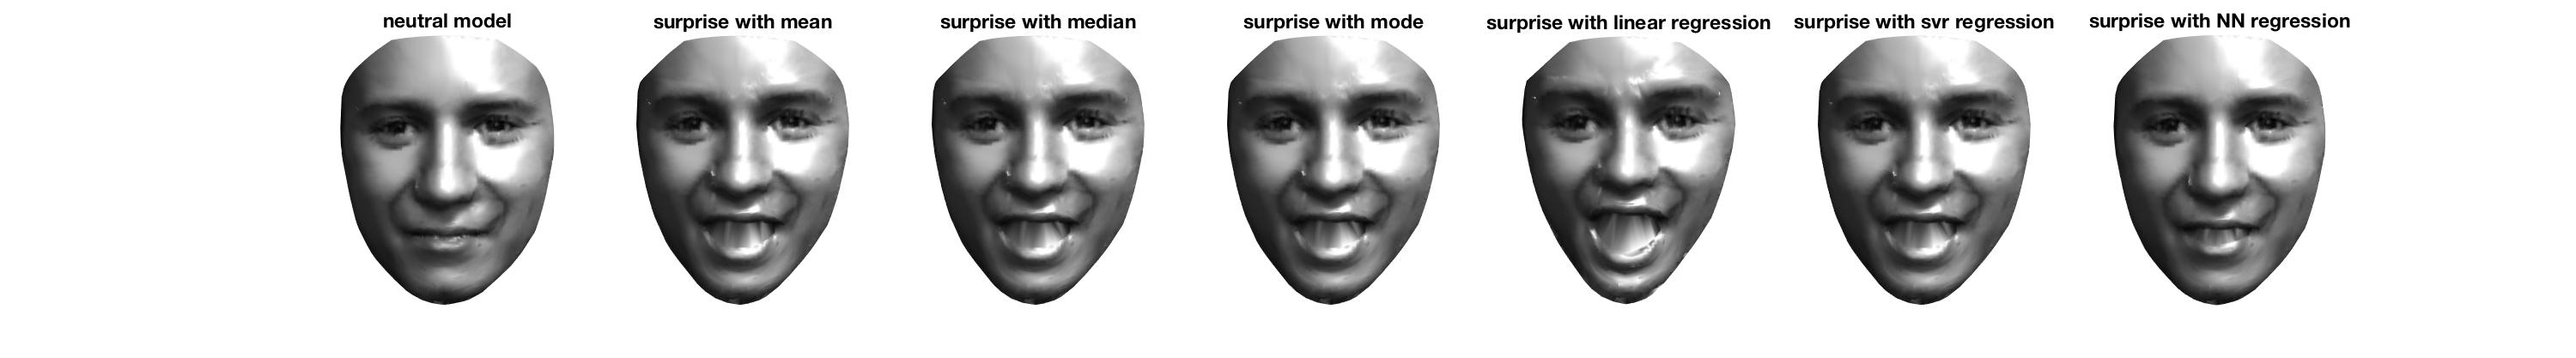 neutral model
surprise with mean
surprise with median
surprise with mode
surprise with linear regression
surprise with svr regression
surprise with NN regression